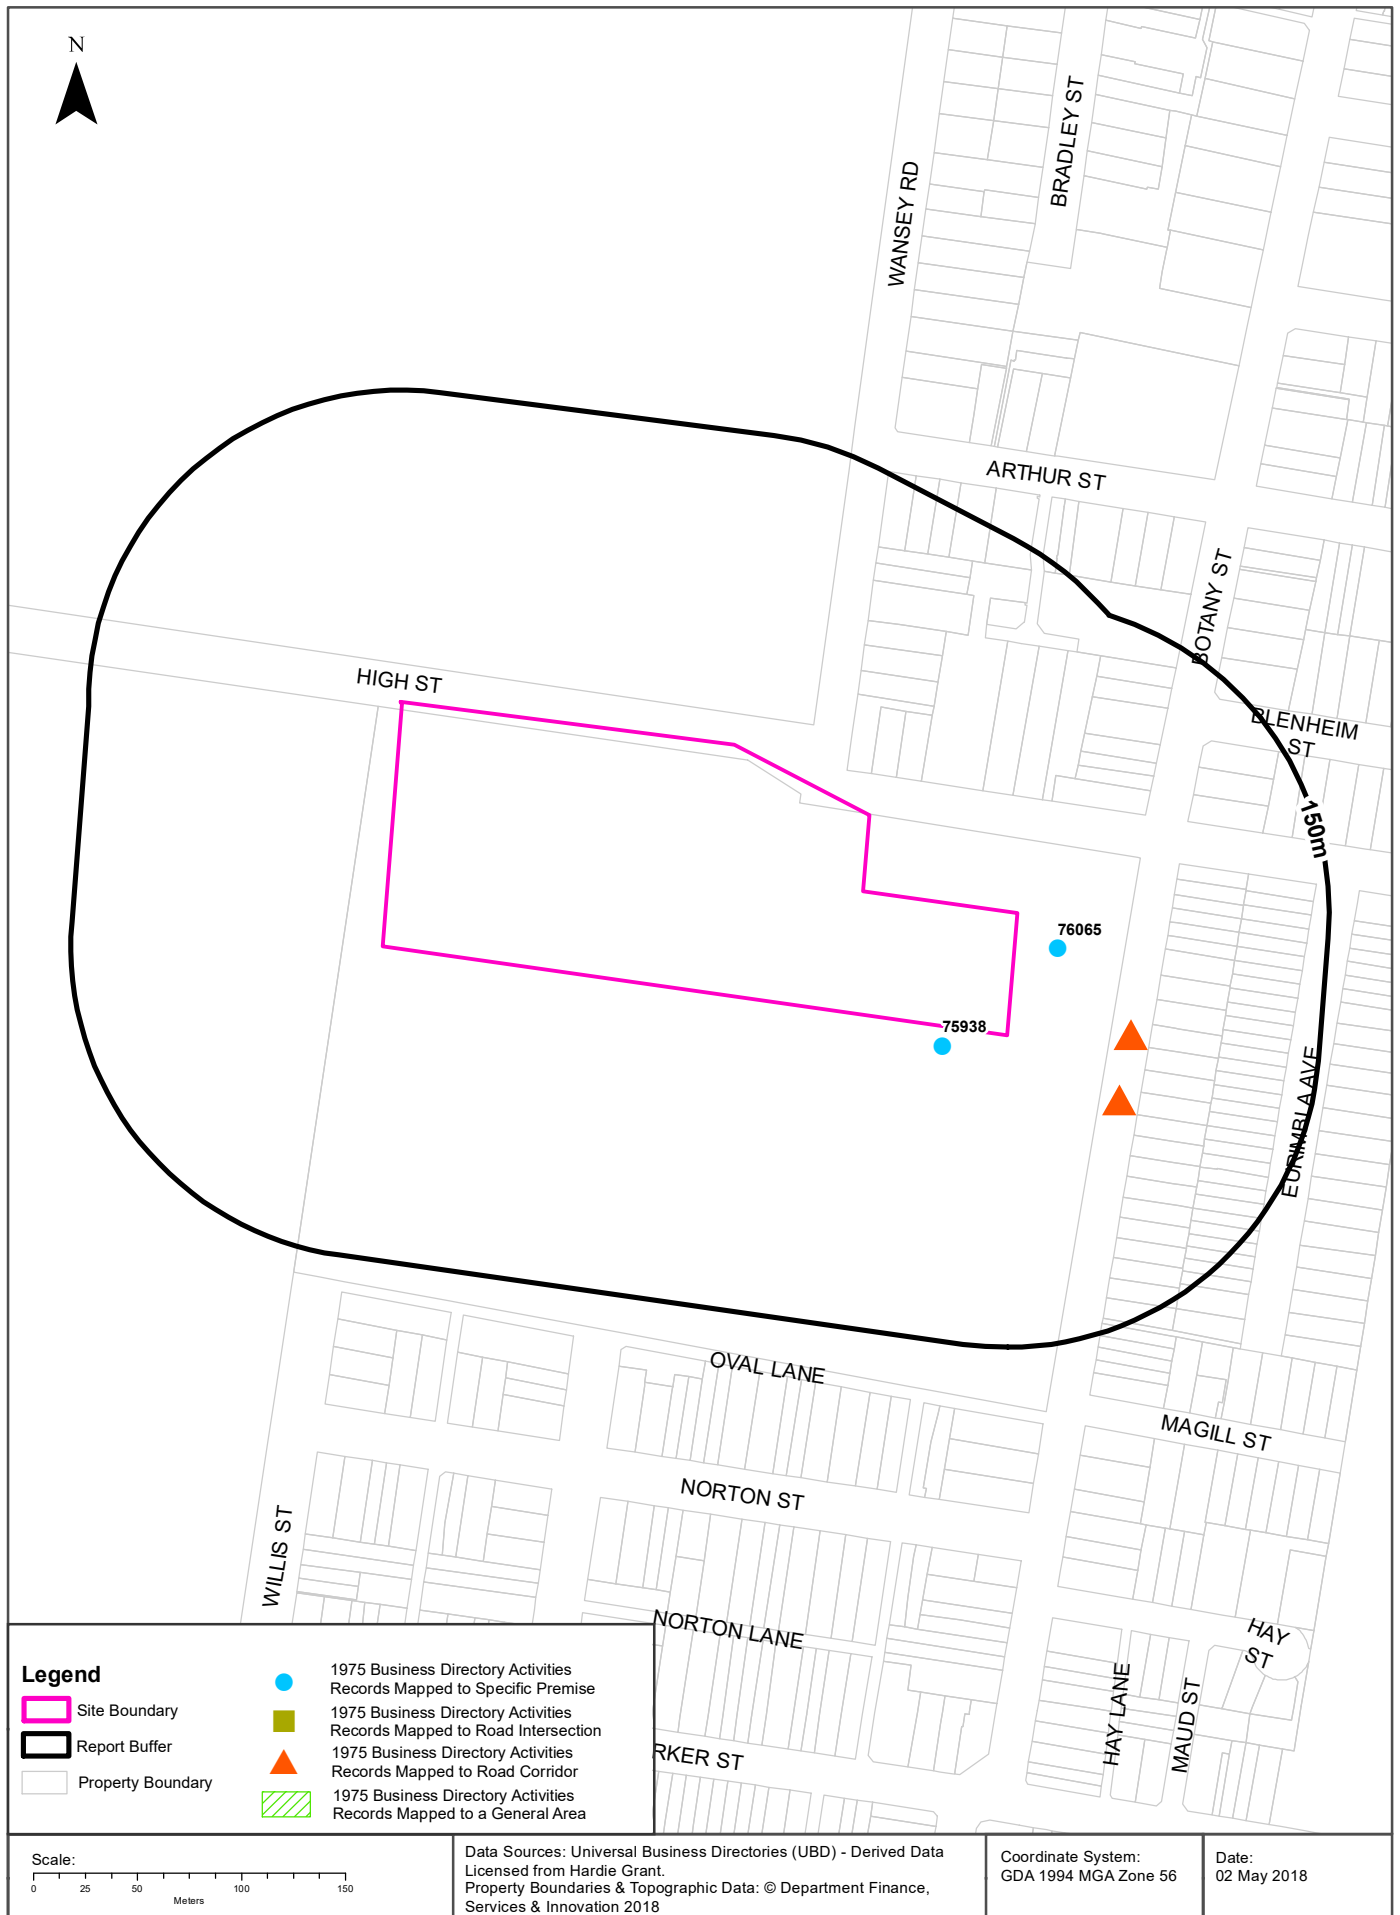 N
BRADLEY ST
WANSEY RD
ARTHUR ST
BOTANY ST
HIGH ST
BLENHEIM
ST
150m
76065
75938
EURIMBLA AVE
OVAL LANE
MAGILL ST
NORTON ST
WILLIS ST
NORTON LANE
HAY
ST
HAY LANE
MAUD ST
RKER ST
Legend
Site Boundary
Report Buffer
Property Boundary
1975 Business Directory Activities
Records Mapped to Specific Premise
1975 Business Directory Activities
Records Mapped to Road Intersection
1975 Business Directory Activities
Records Mapped to Road Corridor
1975 Business Directory Activities
Records Mapped to a General Area
Scale:
0 25 50 100 150
Meters
Data Sources: Universal Business Directories (UBD) - Derived Data
Licensed from Hardie Grant.
Property Boundaries & Topographic Data: © Department Finance,
Services & Innovation 2018
Coordinate System:
GDA 1994 MGA Zone 56
Date:
02 May 2018